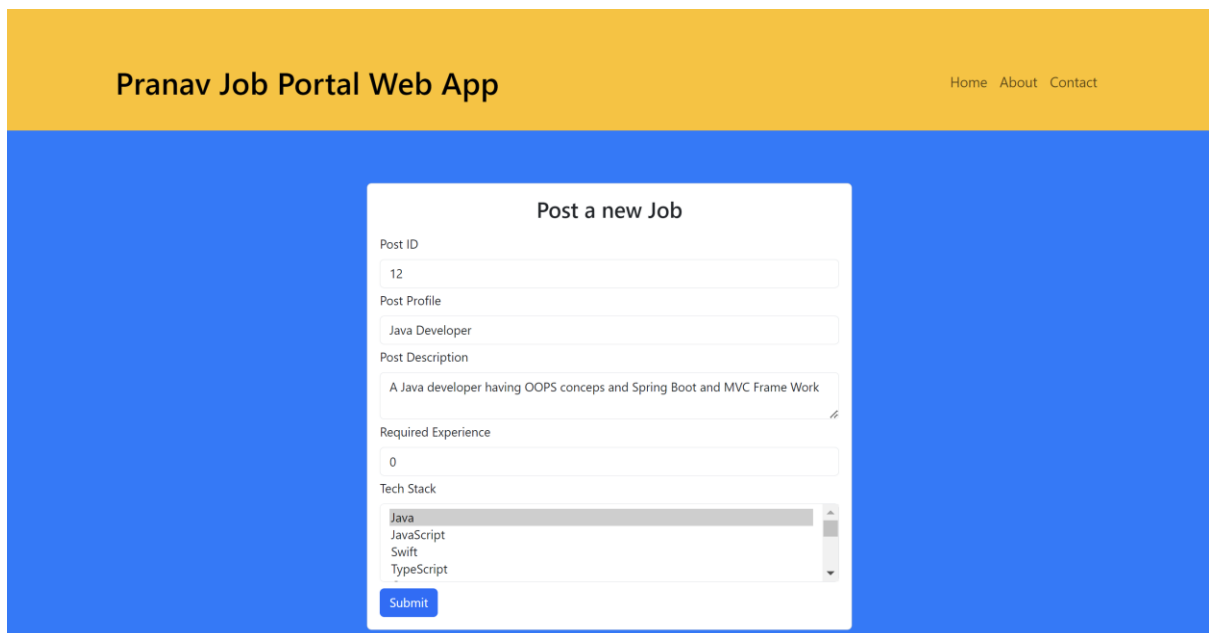 Pranav Job Portal Web App
Home About Contact
Post a new Job
Post ID
12
Post Profile
Java Developer
Post Description
A Java developer having OOPS conceps and Spring Boot and MVC Frame Work
Required Experience
0
Tech Stack
Java
JavaScript
Swift
TypeScript
Submit